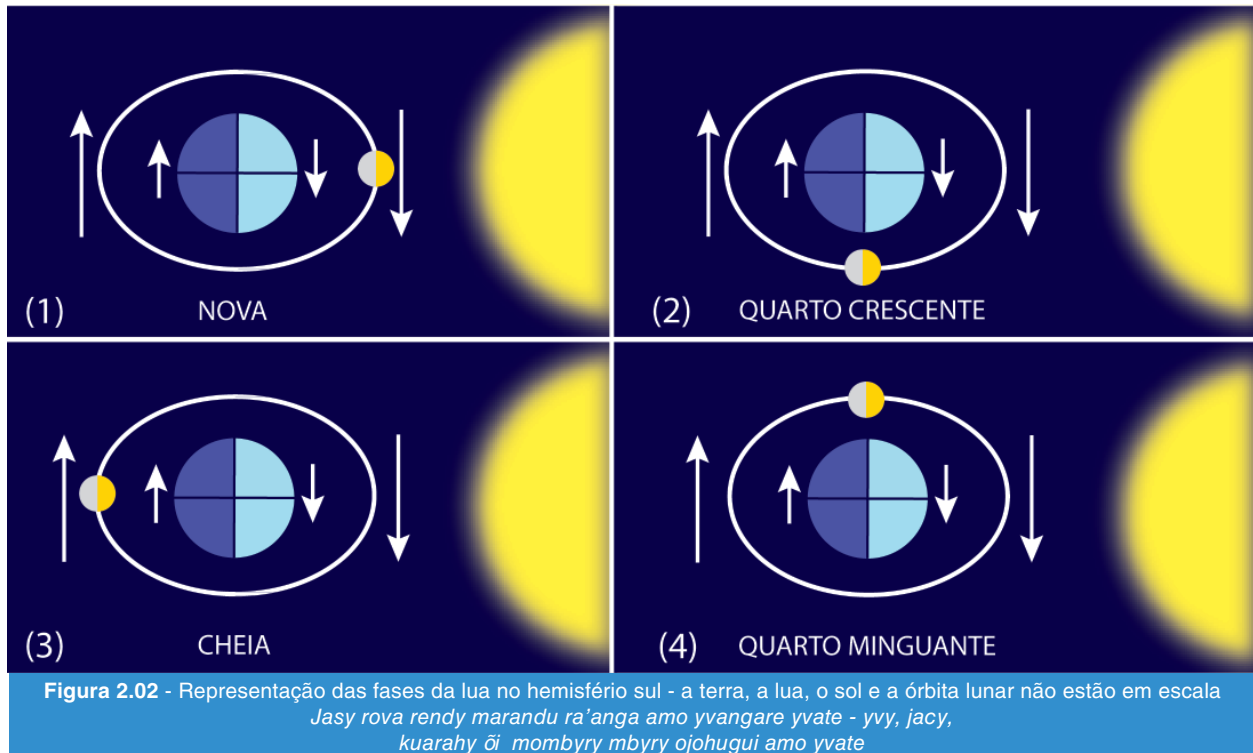 (1) NOVA
(2) QUARTO CRESCENTE
(3) CHEIA
(4) QUARTO MINGUANTE
Figura 2.02 - Representação das fases da lua no hemisfério sul - a terra, a lua, o sol e a órbita lunar não estão em escala
Jasy rova rendy marandu ra'anga amo yvangare yvate - yvy, jacy,
kuarahy õi mombyry mbyry ojohugui amo yvate